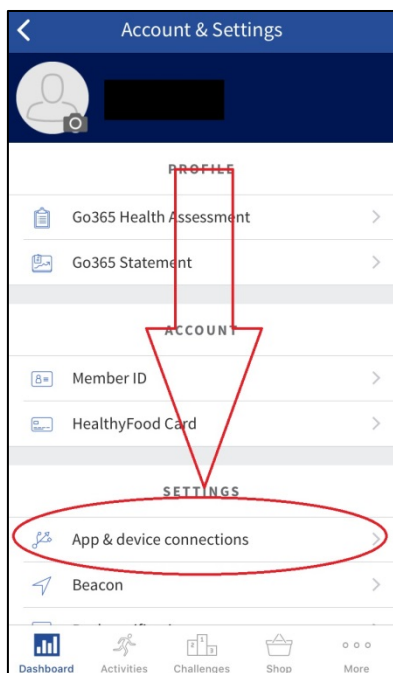 Account & Settings
PROFILE
Go365 Health Assessment
Go365 Statement
ACCOUNT
Member ID
HealthyFood Card
SETTINGS
App & device connections
Beacon
Dashboard Activities Challenges Shop More